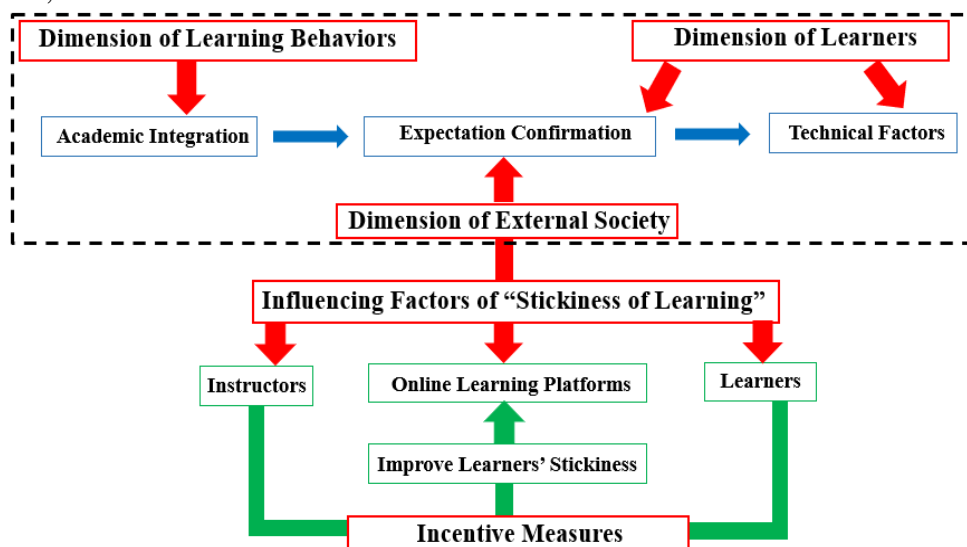 Dimension of Learning Behaviors
Dimension of Learners
Academic Integration
Expectation Confirmation
Technical Factors
Dimension of External Society
Influencing Factors of “Stickiness of Learning”
Instructors
Online Learning Platforms
Learners
Improve Learners’ Stickiness
Incentive Measures